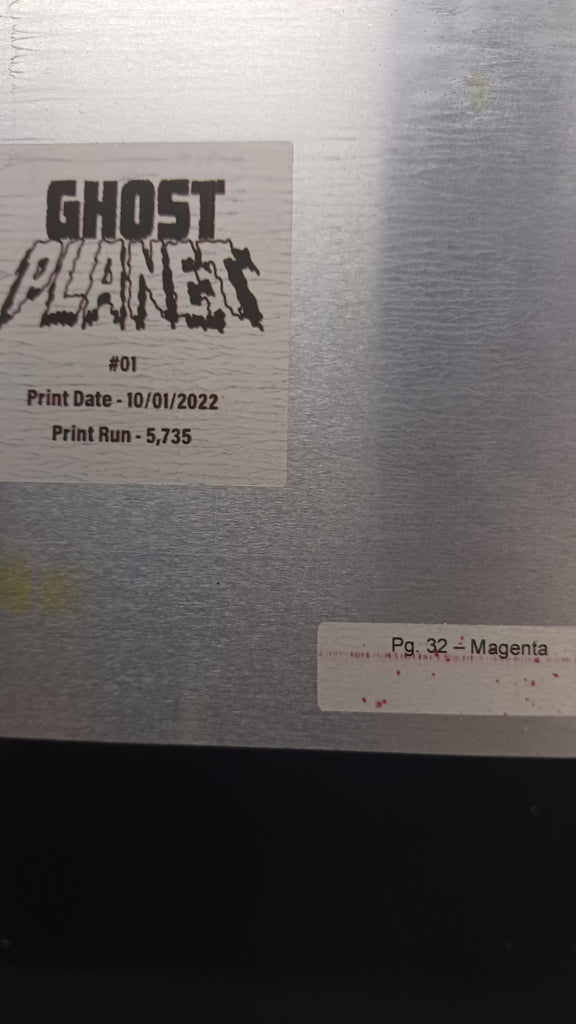 GHOST
PLANET
#01
Print Date - 10/01/2022
Print Run - 5,735
Pg. 32 – Magenta